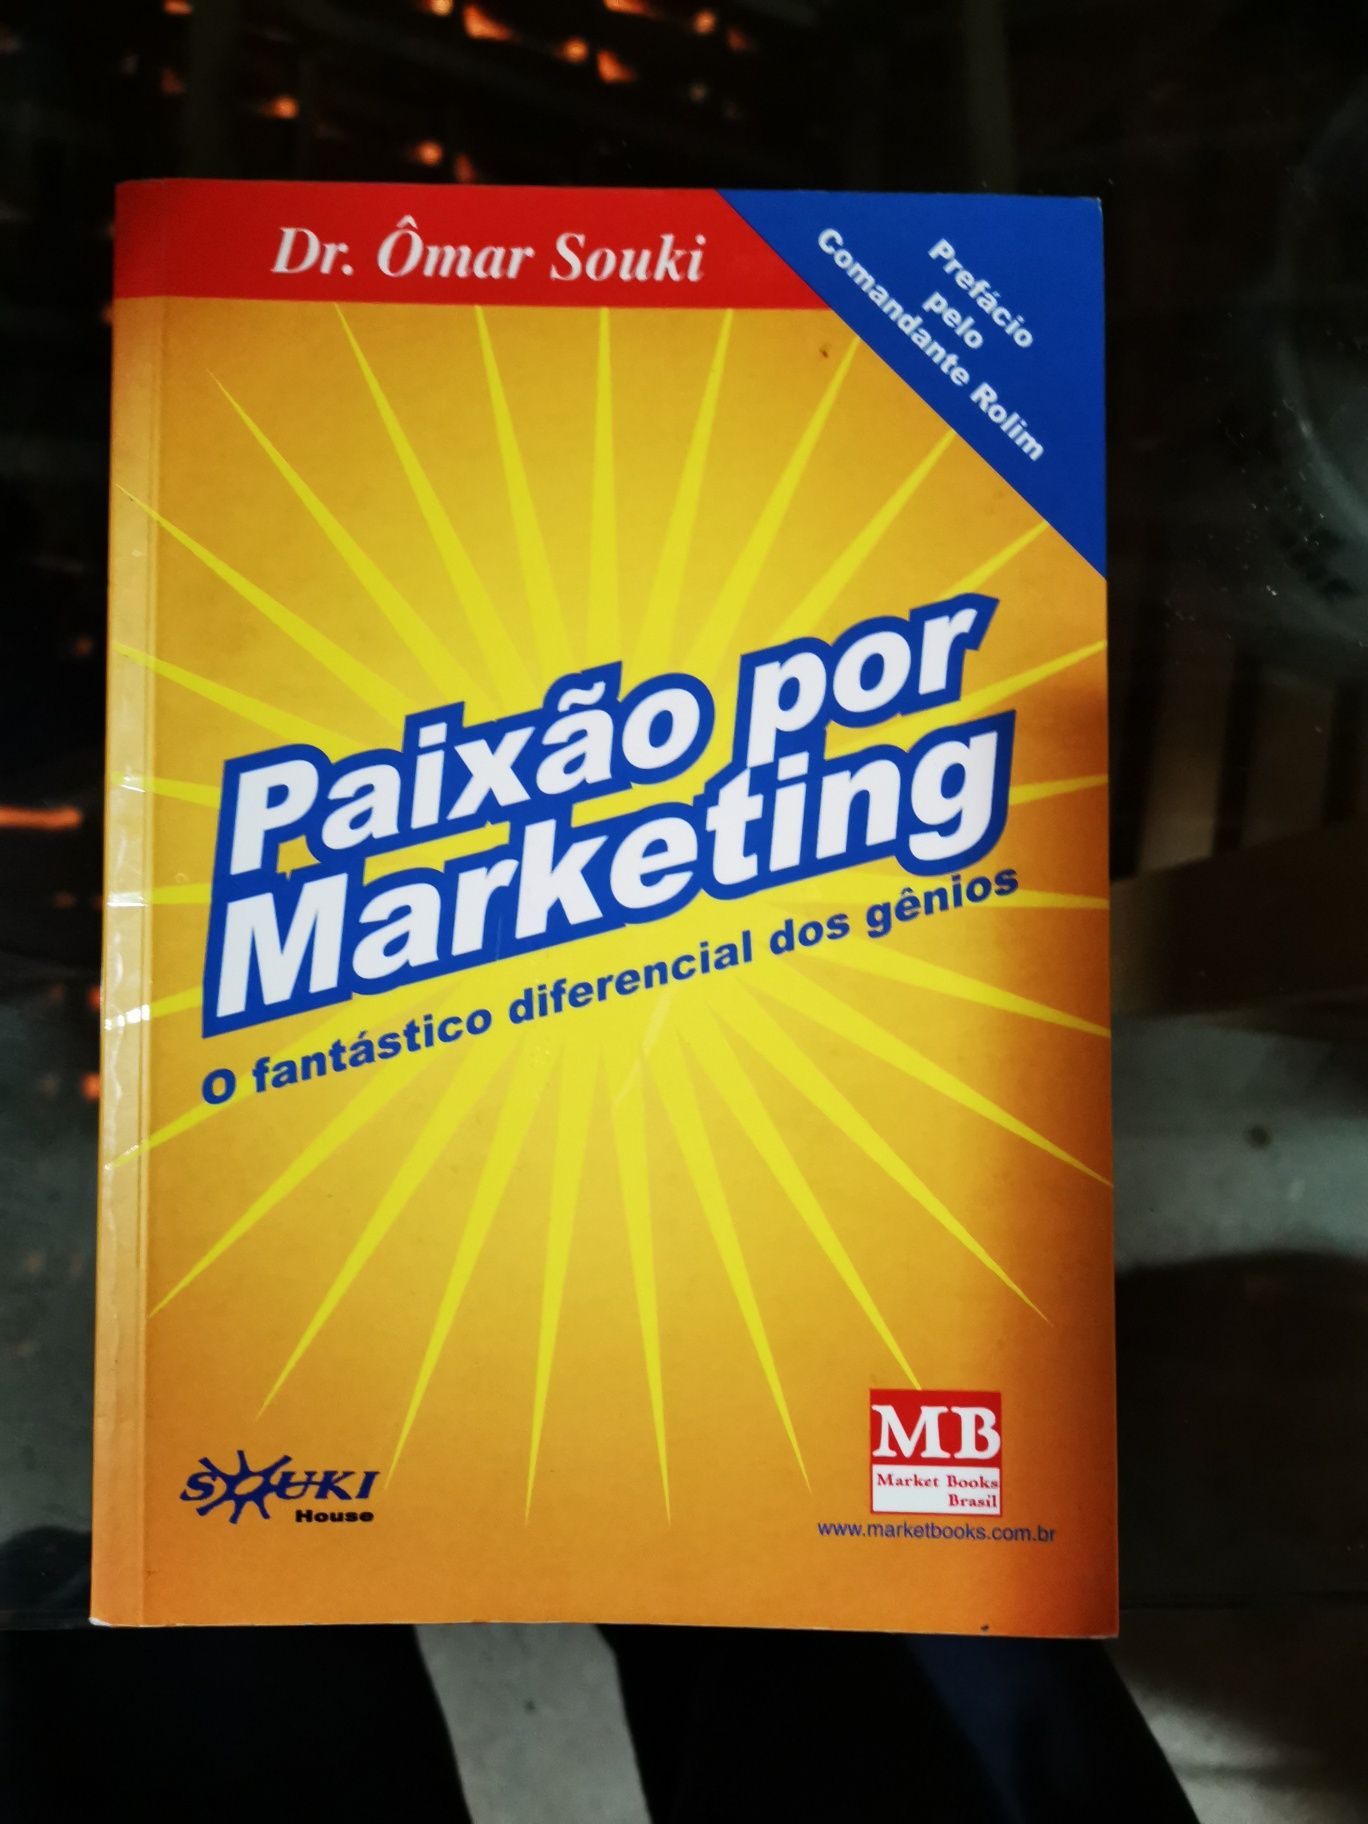 Dr. Ômar Souki
Prefácio
pelo
Comandante Rolim
Paixão por
Marketing
O fantástico diferencial dos gênios
SOUKI
House
MB
Market Books
Brasil
www.marketbooks.com.br